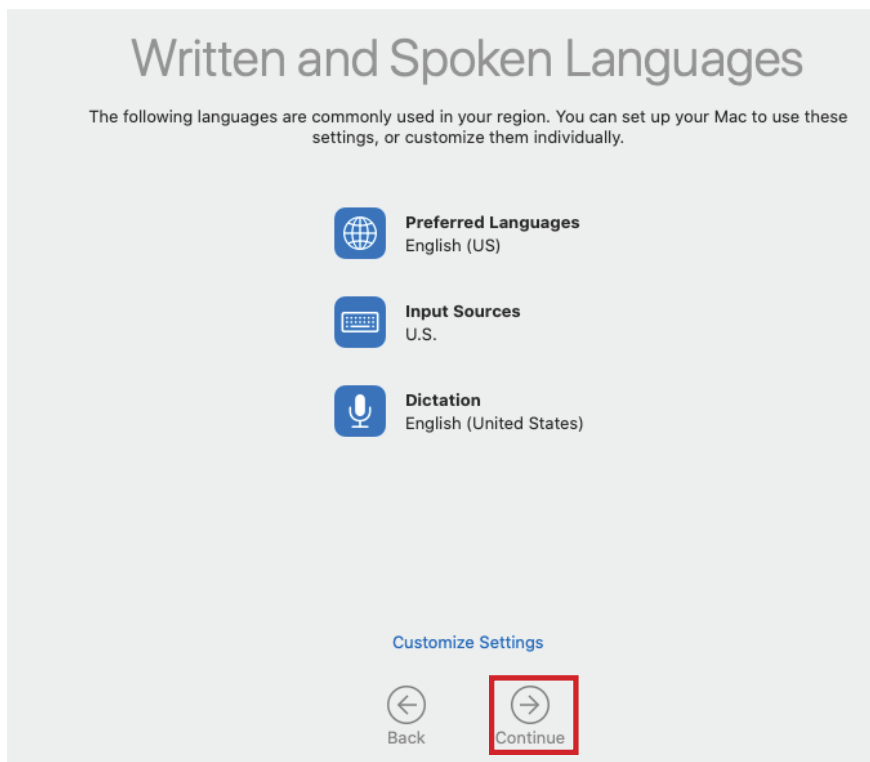 Written and Spoken Languages
The following languages are commonly used in your region. You can set up your Mac to use these
settings, or customize them individually.
Preferred Languages
English (US)
Input Sources
U.S.
Dictation
English (United States)
Customize Settings
Back
Continue